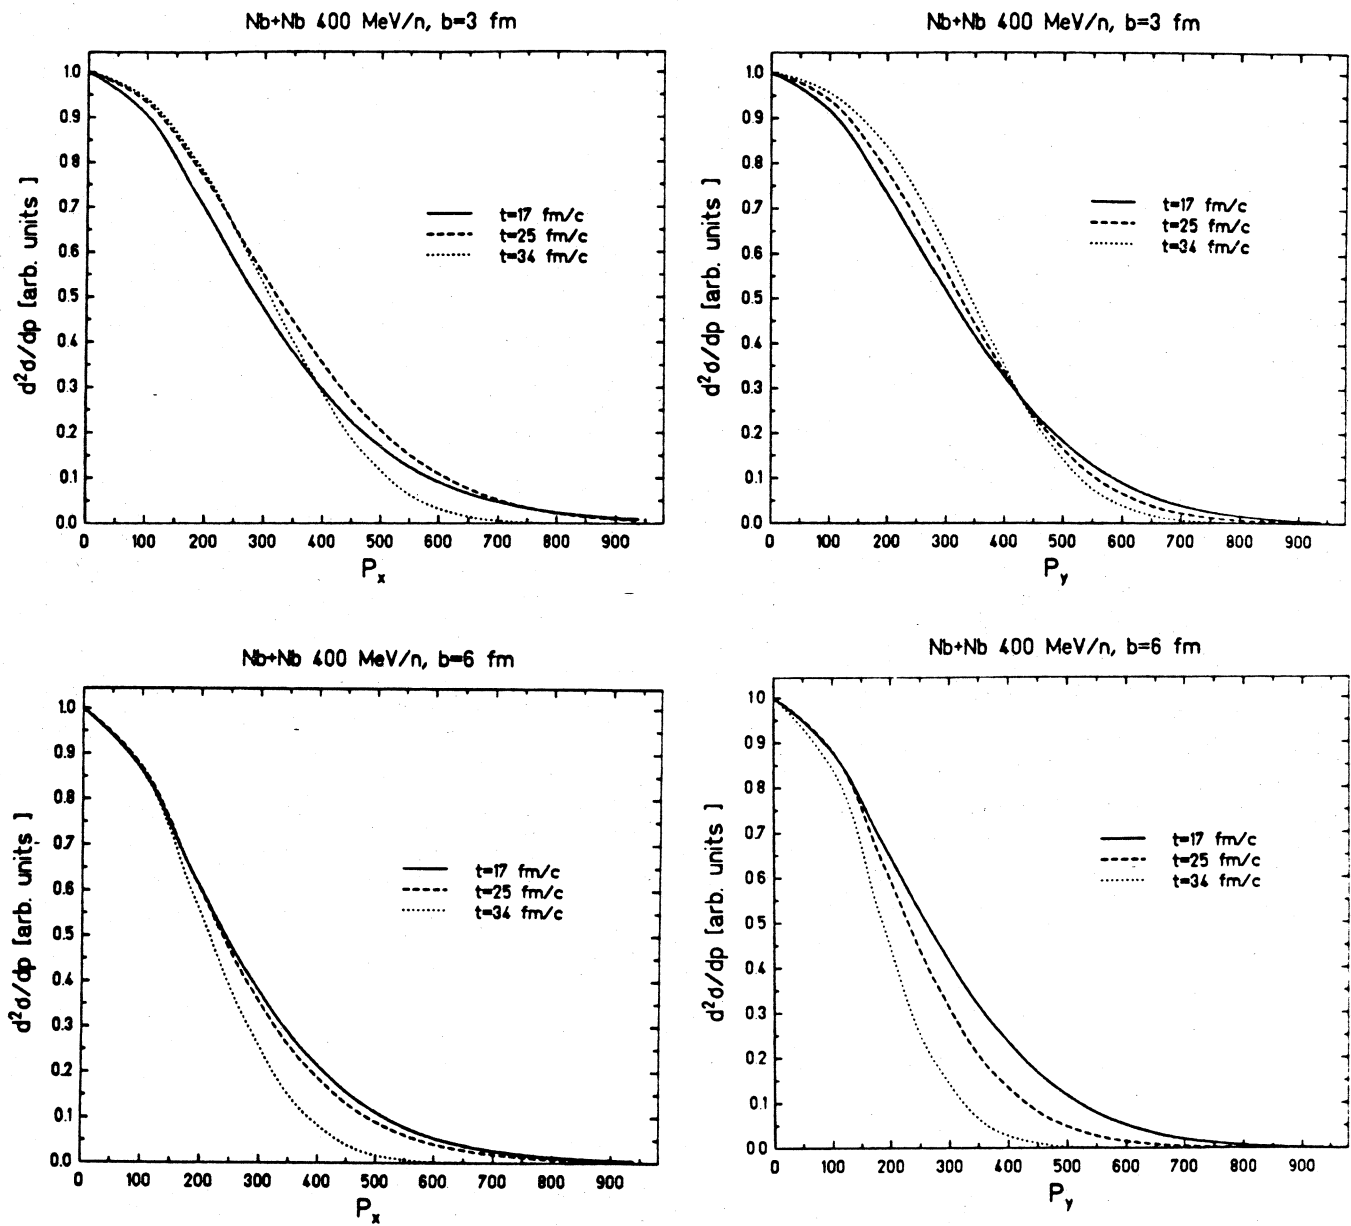 Nb+Nb 400 MeV/n, b=3 fm
1.0
0.9
0.8
0.7
0.6
0.5
0.4
0.3
0.2
0.1
0.0
d²σ/dp [arb. units ]
t=17 fm/c
t=25 fm/c
t=34 fm/c
0 100 200 300 400 500 600 700 800 900
Pₓ
Nb+Nb 400 MeV/n, b=3 fm
1.0
0.9
0.8
0.7
0.6
0.5
0.4
0.3
0.2
0.1
0.0
d²σ/dp [arb. units ]
t=17 fm/c
t=25 fm/c
t=34 fm/c
0 100 200 300 400 500 600 700 800 900
Py
Nb+Nb 400 MeV/n, b=6 fm
1.0
0.9
0.8
0.7
0.6
0.5
0.4
0.3
0.2
0.1
0.0
d²σ/dp [arb. units ]
t=17 fm/c
t=25 fm/c
t=34 fm/c
0 100 200 300 400 500 600 700 800 900
Pₓ
Nb+Nb 400 MeV/n, b=6 fm
1.0
0.9
0.8
0.7
0.6
0.5
0.4
0.3
0.2
0.1
0.0
d²σ/dp [arb. units ]
t=17 fm/c
t=25 fm/c
t=34 fm/c
0 100 200 300 400 500 600 700 800 900
Py